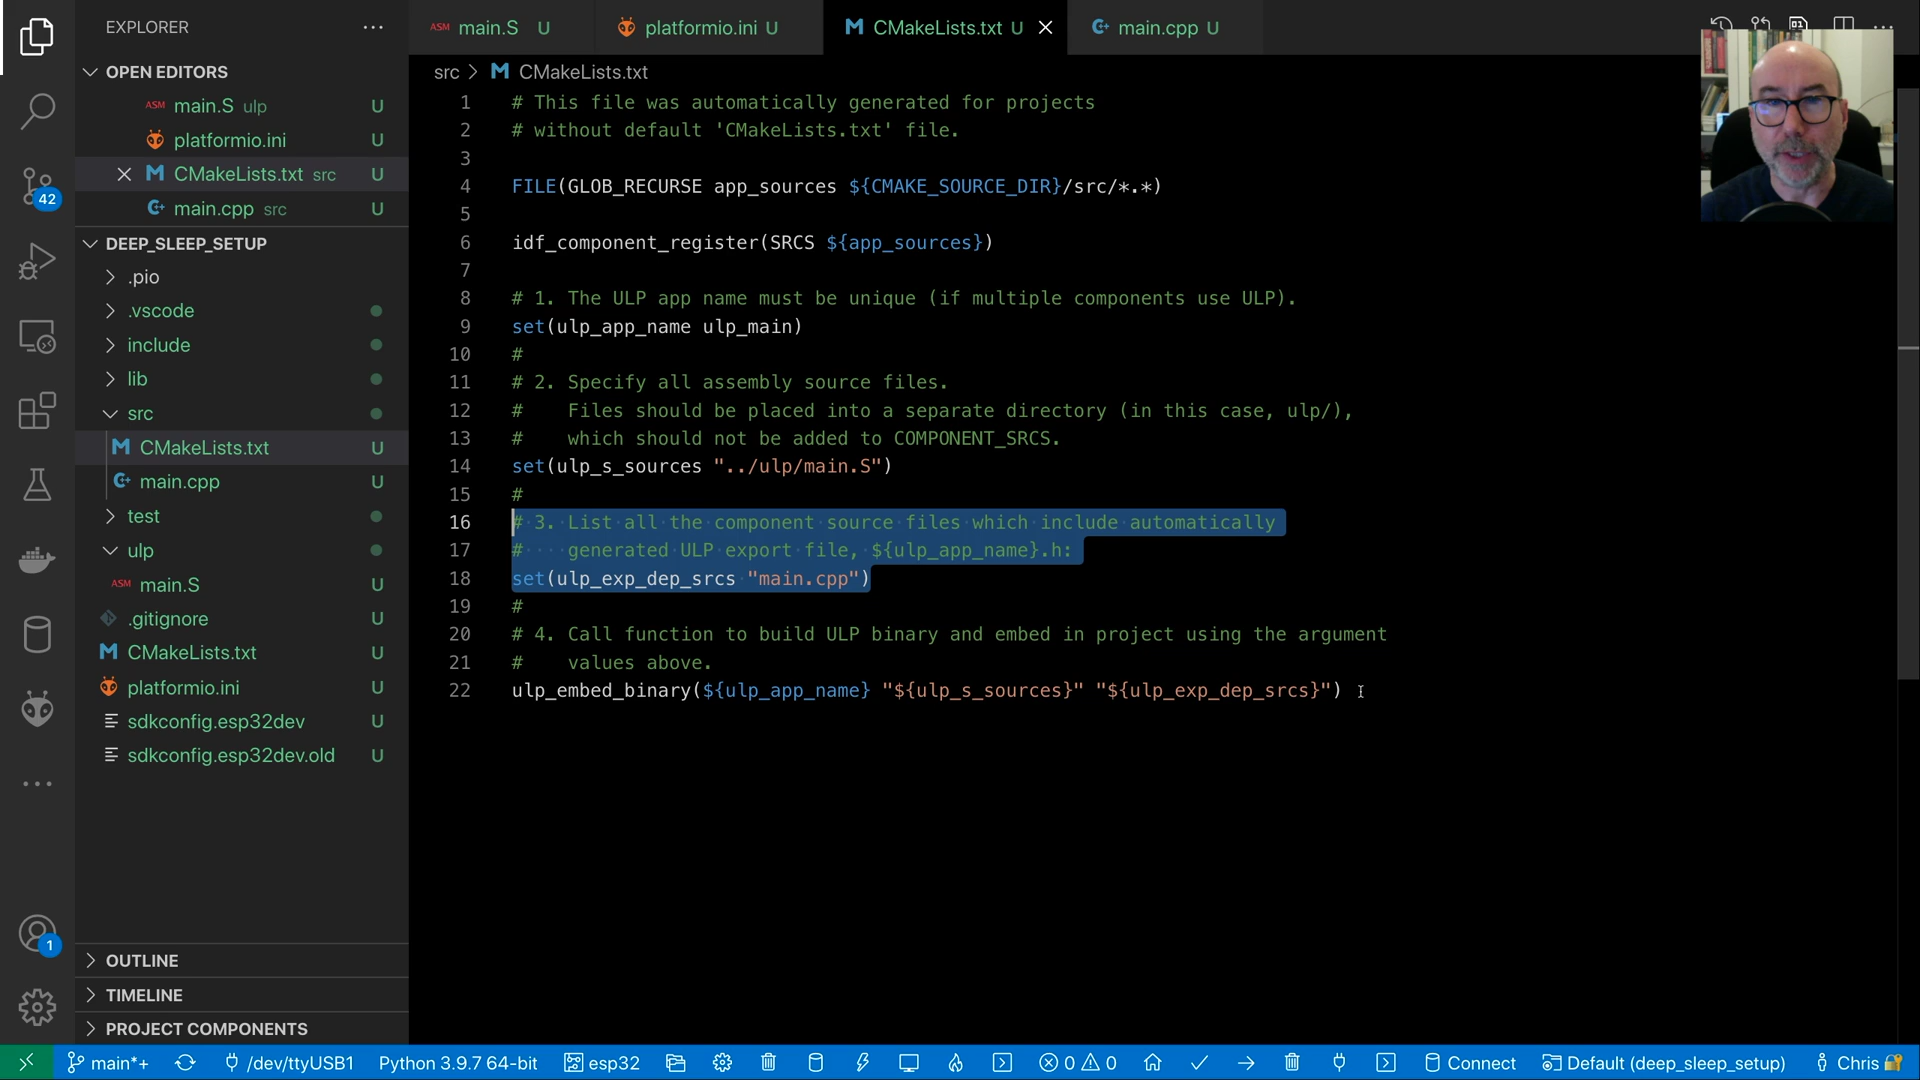 EXPLORER
OPEN EDITORS
ASM main.S ulp U
platformio.ini U
CMakeLists.txt src U
main.cpp src U
DEEP_SLEEP_SETUP
.pio
.vscode
include
lib
src
CMakeLists.txt U
main.cpp U
test
ulp
ASM main.S U
.gitignore U
CMakeLists.txt U
platformio.ini U
sdkconfig.esp32dev U
sdkconfig.esp32dev.old U
OUTLINE
TIMELINE
PROJECT COMPONENTS
42
1
ASM main.S U platformio.ini U CMakeLists.txt U main.cpp U
src > CMakeLists.txt
1 # This file was automatically generated for projects
2 # without default 'CMakeLists.txt' file.
3
4 FILE(GLOB_RECURSE app_sources ${CMAKE_SOURCE_DIR}/src/*.*)
5
6 idf_component_register(SRCS ${app_sources})
7
8 # 1. The ULP app name must be unique (if multiple components use ULP).
9 set(ulp_app_name ulp_main)
10 #
11 # 2. Specify all assembly source files.
12 #    Files should be placed into a separate directory (in this case, ulp/),
13 #    which should not be added to COMPONENT_SRCS.
14 set(ulp_s_sources "../ulp/main.S")
15 #
16 # 3. List all the component source files which include automatically
17 #    generated ULP export file, ${ulp_app_name}.h:
18 set(ulp_exp_dep_srcs "main.cpp")
19 #
20 # 4. Call function to build ULP binary and embed in project using the argument
21 #    values above.
22 ulp_embed_binary(${ulp_app_name} "${ulp_s_sources}" "${ulp_exp_dep_srcs}")
main*+ /dev/ttyUSB1 Python 3.9.7 64-bit esp32 0 0 Connect Default (deep_sleep_setup) Chris